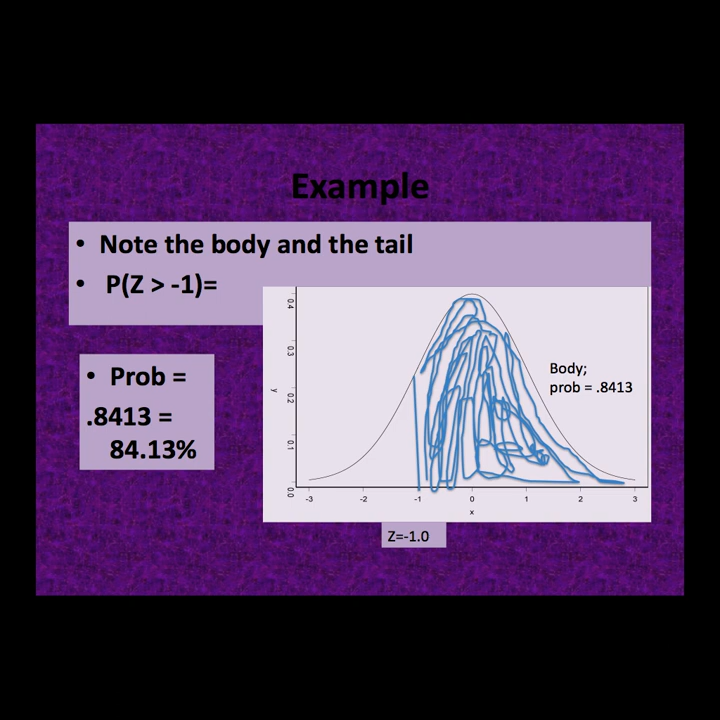 Example
• Note the body and the tail
• P(Z > -1)=
• Prob =
.8413 =
84.13%
Body;
prob = .8413
y
0.4
0.3
0.2
0.1
0.0
-3 -2 -1 0 1 2 3
x
Z=-1.0